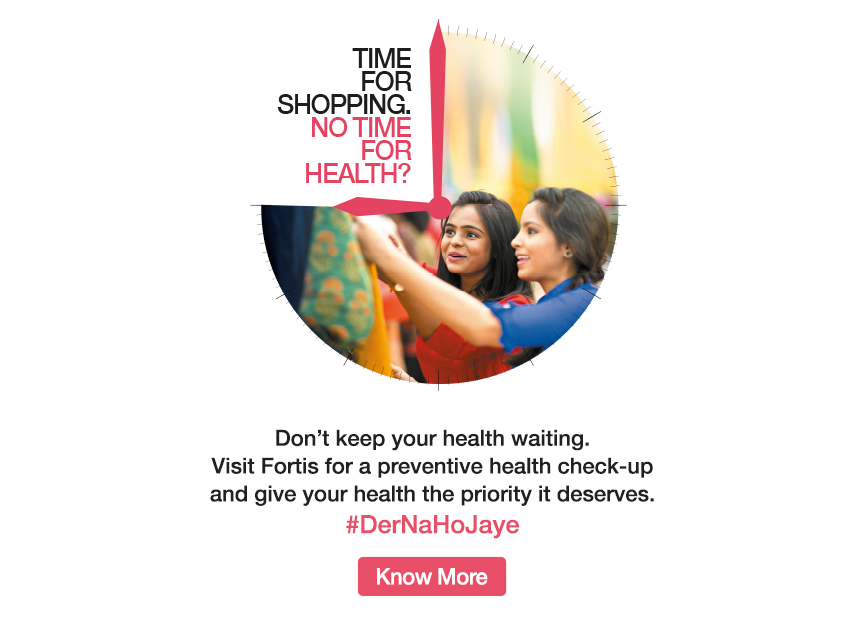 TIME
FOR
SHOPPING.
NO TIME
FOR
HEALTH?
Don’t keep your health waiting.
Visit Fortis for a preventive health check-up
and give your health the priority it deserves.
#DerNaHoJaye
Know More